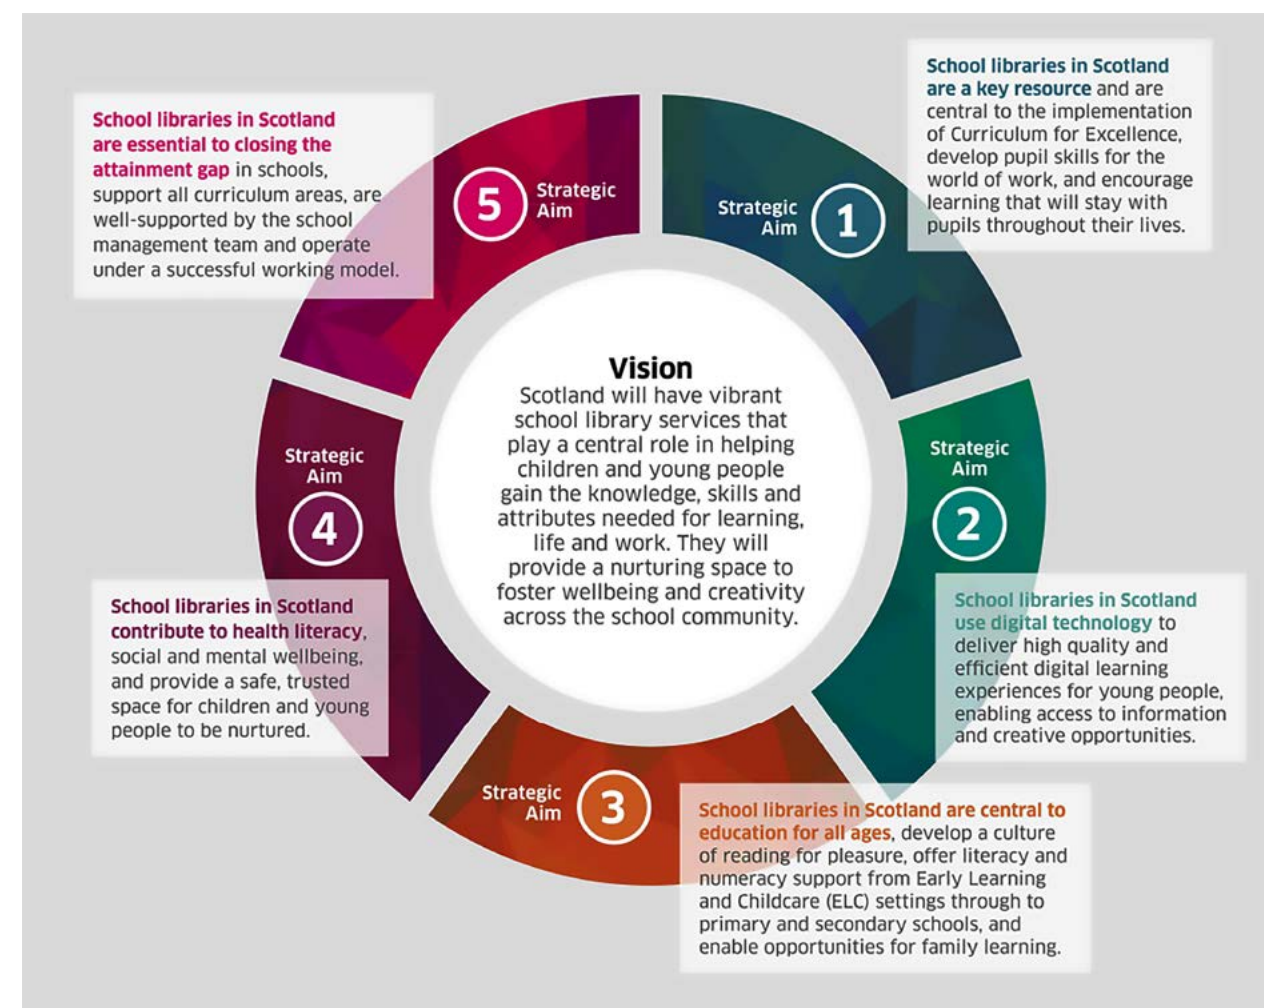 Vision
Scotland will have vibrant
school library services that
play a central role in helping
children and young people
gain the knowledge, skills and
attributes needed for learning,
life and work. They will
provide a nurturing space to
foster wellbeing and creativity
across the school community.
Strategic
Aim
1
School libraries in Scotland
are a key resource and are
central to the implementation
of Curriculum for Excellence,
develop pupil skills for the
world of work, and encourage
learning that will stay with
pupils throughout their lives.
Strategic
Aim
2
School libraries in Scotland
use digital technology to
deliver high quality and
efficient digital learning
experiences for young people,
enabling access to information
and creative opportunities.
Strategic
Aim
3
School libraries in Scotland are central to
education for all ages, develop a culture
of reading for pleasure, offer literacy and
numeracy support from Early Learning
and Childcare (ELC) settings through to
primary and secondary schools, and
enable opportunities for family learning.
Strategic
Aim
4
School libraries in Scotland
contribute to health literacy,
social and mental wellbeing,
and provide a safe, trusted
space for children and young
people to be nurtured.
Strategic
Aim
5
School libraries in Scotland
are essential to closing the
attainment gap in schools,
support all curriculum areas, are
well-supported by the school
management team and operate
under a successful working model.